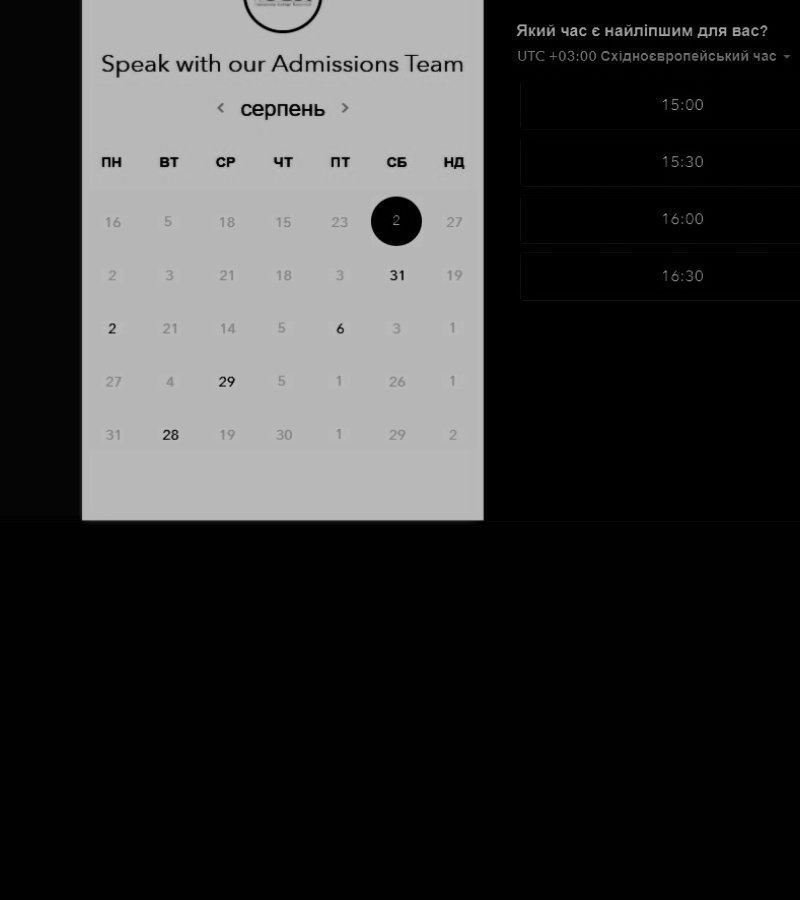 Speak with our Admissions Team
серпень
ПН ВТ СР ЧТ ПТ СБ НД
16 5 18 15 23 2 27
2 3 21 18 3 31 19
2 21 14 5 6 3 1
27 4 29 5 1 26 1
31 28 19 30 1 29 2
Який час є найліпшим для вас?
UTC +03:00 Східноєвропейський час
15:00
15:30
16:00
16:30